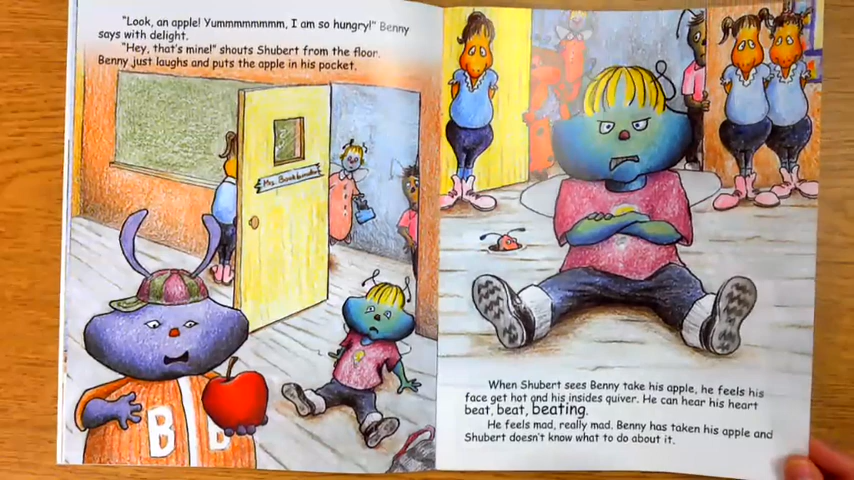 "Look, an apple! Yummmmmmmm, I am so hungry!" Benny
says with delight.
"Hey, that's mine!" shouts Shubert from the floor.
Benny just laughs and puts the apple in his pocket.
B
When Shubert sees Benny take his apple, he feels his
face get hot and his insides quiver. He can hear his heart
beat, beat, beating.
He feels mad, really mad. Benny has taken his apple and
Shubert doesn't know what to do about it.